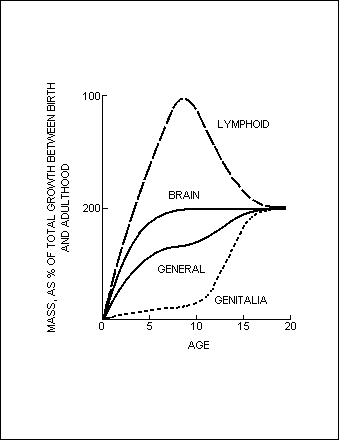 MASS, AS % OF TOTAL GROWTH BETWEEN BIRTH
AND ADULTHOOD
100
200
LYMPHOID
BRAIN
GENERAL
GENITALIA
0 5 10 15 20
AGE